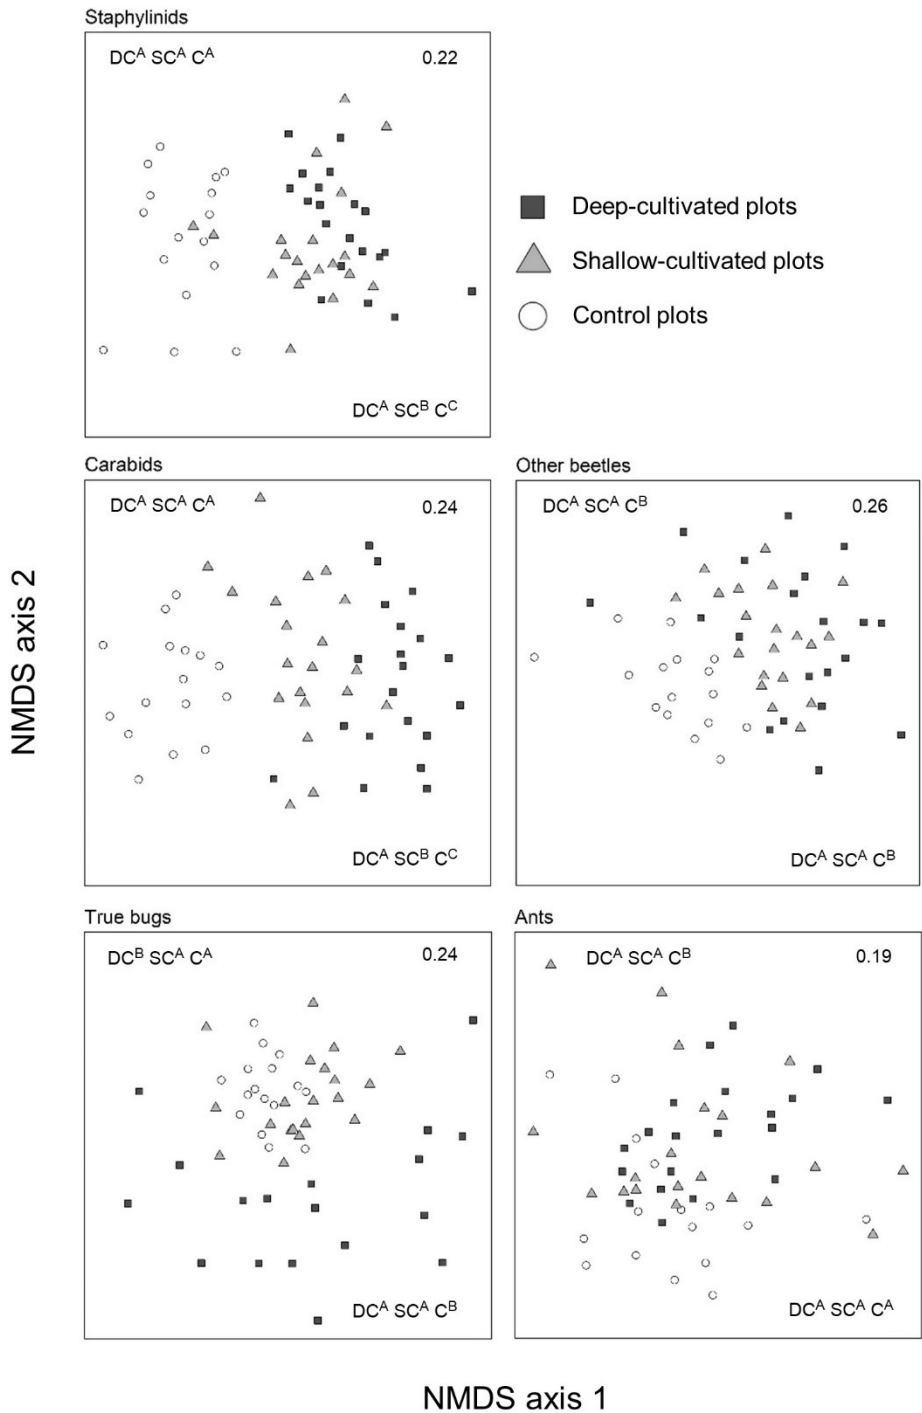 Staphylinids
DC^A SC^A C^A 0.22
DC^A SC^B C^C
Deep-cultivated plots
Shallow-cultivated plots
Control plots
Carabids
DC^A SC^A C^A 0.24
DC^A SC^B C^C
Other beetles
DC^A SC^A C^B 0.26
DC^A SC^A C^B
True bugs
DC^B SC^A C^A 0.24
DC^A SC^A C^B
Ants
DC^A SC^A C^B 0.19
DC^A SC^A C^A
NMDS axis 2
NMDS axis 1